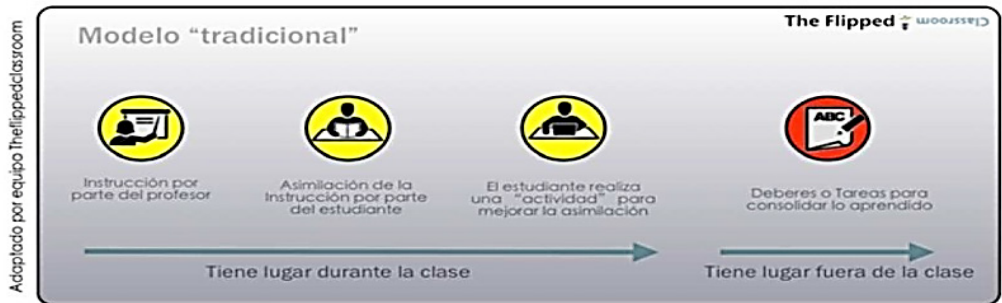 Adaptado por equipo Theflippedclassroom
Modelo “tradicional”
The Flipped Classroom
ABC
Instrucción por
parte del profesor
Asimilación de la
Instrucción por parte
del estudiante
El estudiante realiza
una “actividad” para
mejorar la asimilación
Deberes o Tareas para
consolidar lo aprendido
Tiene lugar durante la clase
Tiene lugar fuera de la clase